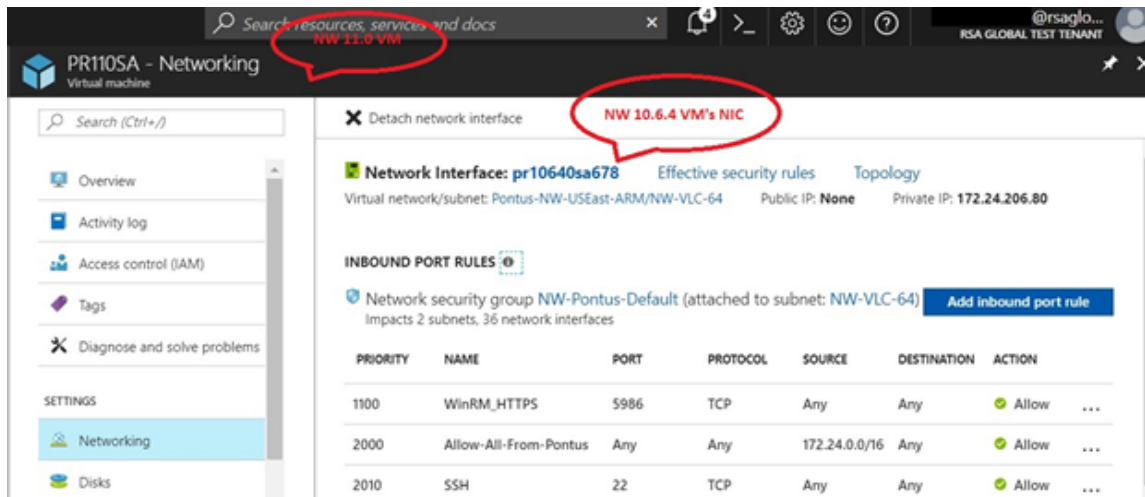 Search resources, services and docs
4
@rsaglo...
RSA GLOBAL TEST TENANT
NW 11.0 VM
PR110SA - Networking
Virtual machine
Search (Ctrl+/)
Detach network interface
NW 10.6.4 VM's NIC
Overview
Activity log
Access control (IAM)
Tags
Diagnose and solve problems
SETTINGS
Networking
Disks
Network Interface: pr10640sa678 Effective security rules Topology
Virtual network/subnet: Pontus-NW-USEast-ARM/NW-VLC-64 Public IP: None Private IP: 172.24.206.80
INBOUND PORT RULES
Network security group NW-Pontus-Default (attached to subnet: NW-VLC-64) Add inbound port rule
Impacts 2 subnets, 36 network interfaces
PRIORITY NAME PORT PROTOCOL SOURCE DESTINATION ACTION
1100 WinRM_HTTPS 5986 TCP Any Any Allow ...
2000 Allow-All-From-Pontus Any Any 172.24.0.0/16 Any Allow ...
2010 SSH 22 TCP Any Any Allow ...